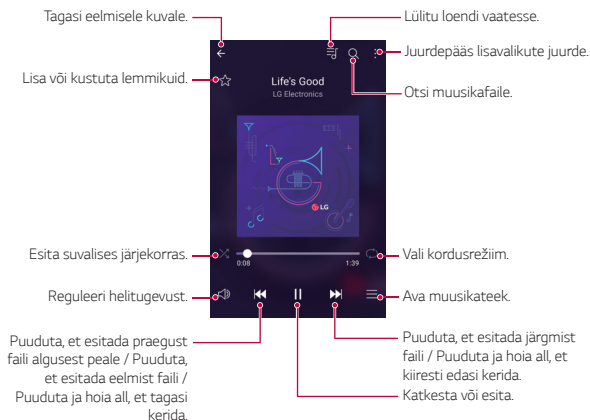 Tagasi eelmisele kuvale.
Lülitu loendi vaatesse.
Juurdepääs lisavalikute juurde.
Lisa või kustuta lemmikuid.
Life's Good
LG Electronics
Otsi muusikafaile.
LG
Esita suvalises järjekorras.
0:08
1:39
Vali kordusrežiim.
Reguleeri helitugevust.
Ava muusikateek.
Puuduta, et esitada praegust
faili algusest peale / Puuduta,
et esitada eelmist faili /
Puuduta ja hoia all, et tagasi
kerida.
Puuduta, et esitada järgmist
faili / Puuduta ja hoia all, et
kiiresti edasi kerida.
Katkesta või esita.